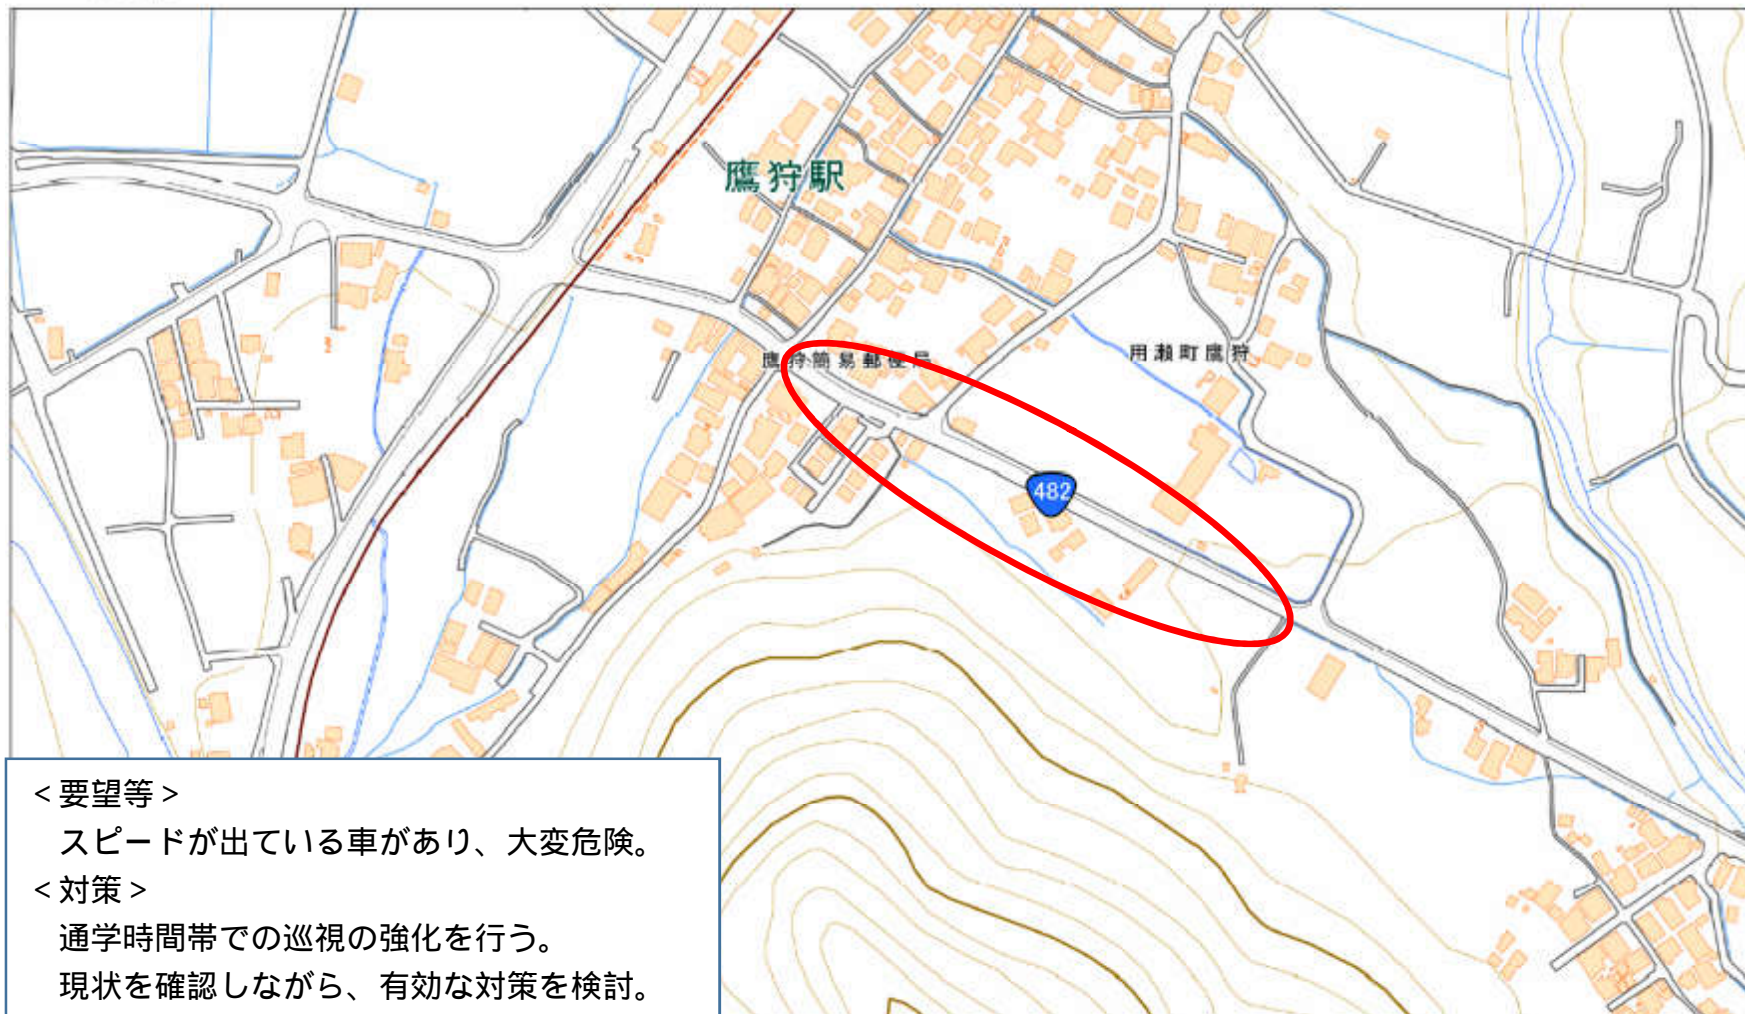 鷹狩駅
鷹狩簡易郵便局
用瀬町鷹狩
482
<要望等>
スピードが出ている車があり、大変危険。
<対策>
通学時間帯での巡視の強化を行う。
現状を確認しながら、有効な対策を検討。